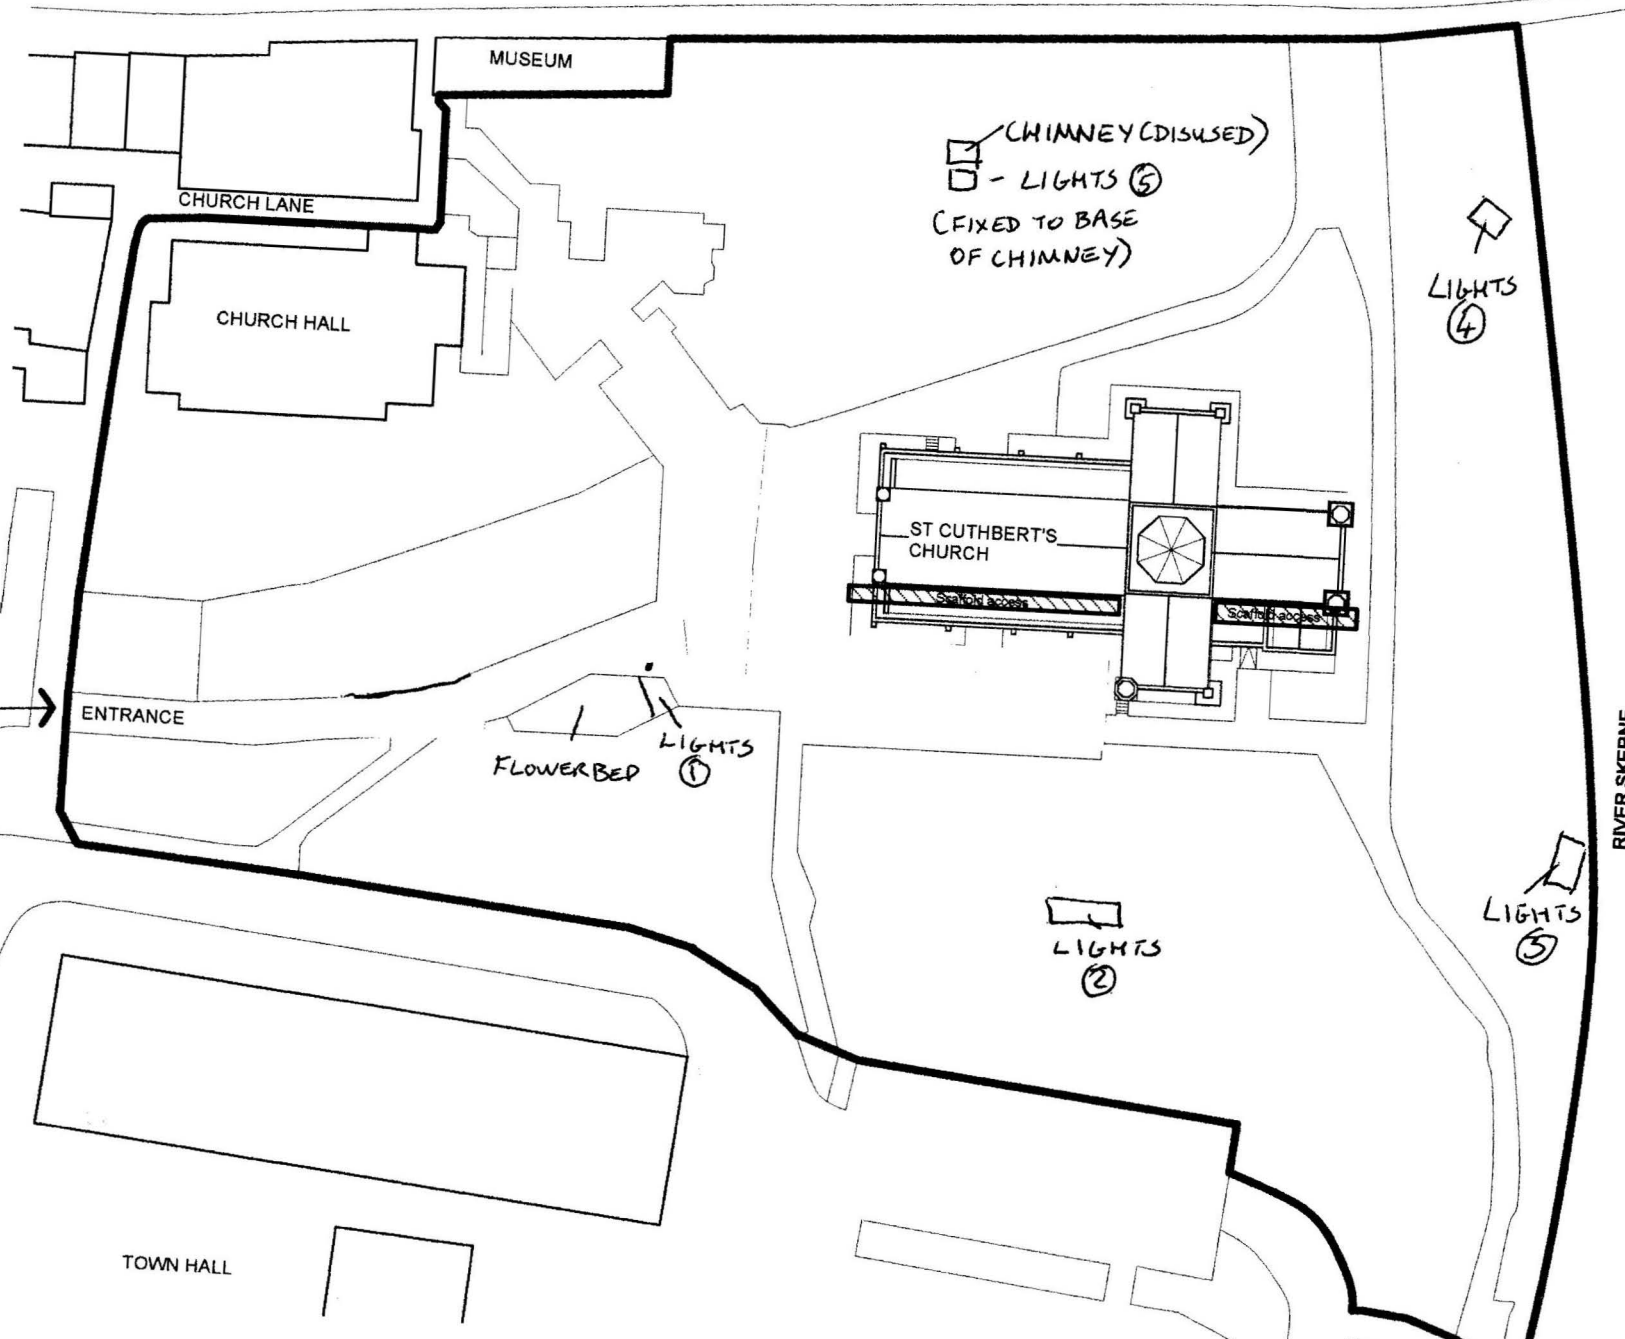 MUSEUM
CHIMNEY (DISUSED)
- LIGHTS ⑤
(FIXED TO BASE
OF CHIMNEY)
CHURCH LANE
LIGHTS
④
CHURCH HALL
ST CUTHBERT'S
CHURCH
Scaffold access
Scaffold access
ENTRANCE
LIGHTS
①
FLOWERBED
RIVER SKERNE
LIGHTS
③
LIGHTS
②
TOWN HALL